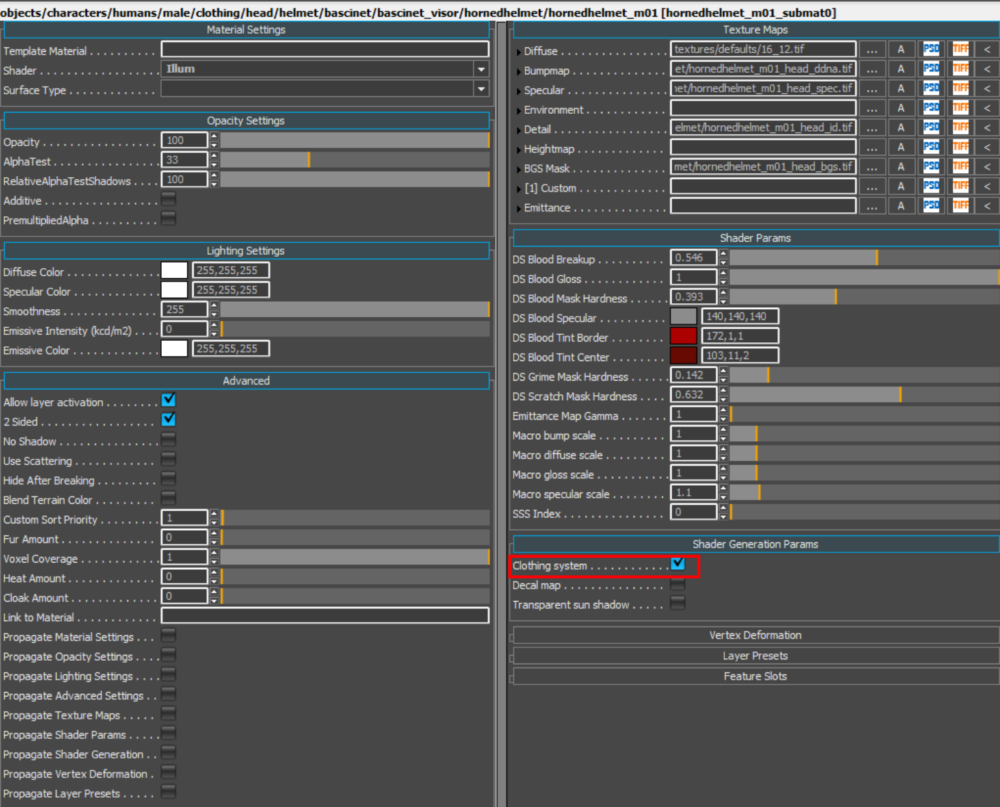 objects/characters/humans/male/clothing/head/helmet/bascinet/bascinet_visor/hornedhelmet/hornedhelmet_m01 [hornedhelmet_m01_submat0]
Material Settings
Template Material
Shader Illum
Surface Type
Opacity Settings
Opacity 100
AlphaTest 33
RelativeAlphaTestShadows 100
Additive
PremultipliedAlpha
Lighting Settings
Diffuse Color 255,255,255
Specular Color 255,255,255
Smoothness 255
Emissive Intensity (kcd/m2) 0
Emissive Color 255,255,255
Advanced
Allow layer activation
2 Sided
No Shadow
Use Scattering
Hide After Breaking
Blend Terrain Color
Custom Sort Priority 1
Fur Amount 0
Voxel Coverage 1
Heat Amount 0
Cloak Amount 0
Link to Material
Propagate Material Settings
Propagate Opacity Settings
Propagate Lighting Settings
Propagate Advanced Settings
Propagate Texture Maps
Propagate Shader Params
Propagate Shader Generation
Propagate Vertex Deformation
Propagate Layer Presets
Texture Maps
Diffuse textures/defaults/16_12.tif ... A PSD TIFF <
Bumpmap et/hornedhelmet_m01_head_ddna.tif ... A PSD TIFF <
Specular net/hornedhelmet_m01_head_spec.tif ... A PSD TIFF <
Environment ... A PSD TIFF <
Detail elmet/hornedhelmet_m01_head_id.tif ... A PSD TIFF <
Heightmap ... A PSD TIFF <
BGS Mask met/hornedhelmet_m01_head_bgs.tif ... A PSD TIFF <
[1] Custom ... A PSD TIFF <
Emittance ... A PSD TIFF <
Shader Params
DS Blood Breakup 0.546
DS Blood Gloss 1
DS Blood Mask Hardness 0.393
DS Blood Specular 140,140,140
DS Blood Tint Border 172,1,1
DS Blood Tint Center 103,11,2
DS Grime Mask Hardness 0.142
DS Scratch Mask Hardness 0.632
Emittance Map Gamma 1
Macro bump scale 1
Macro diffuse scale 1
Macro gloss scale 1
Macro specular scale 1.1
SSS Index 0
Shader Generation Params
Clothing system
Decal map
Transparent sun shadow
Vertex Deformation
Layer Presets
Feature Slots